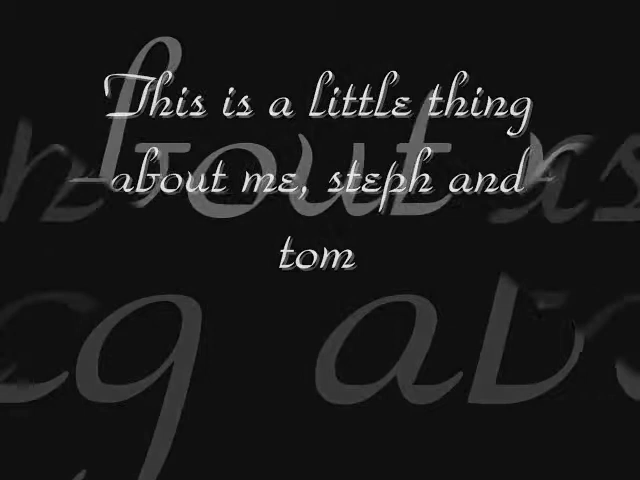 This is a little thing
about me, steph and
tom